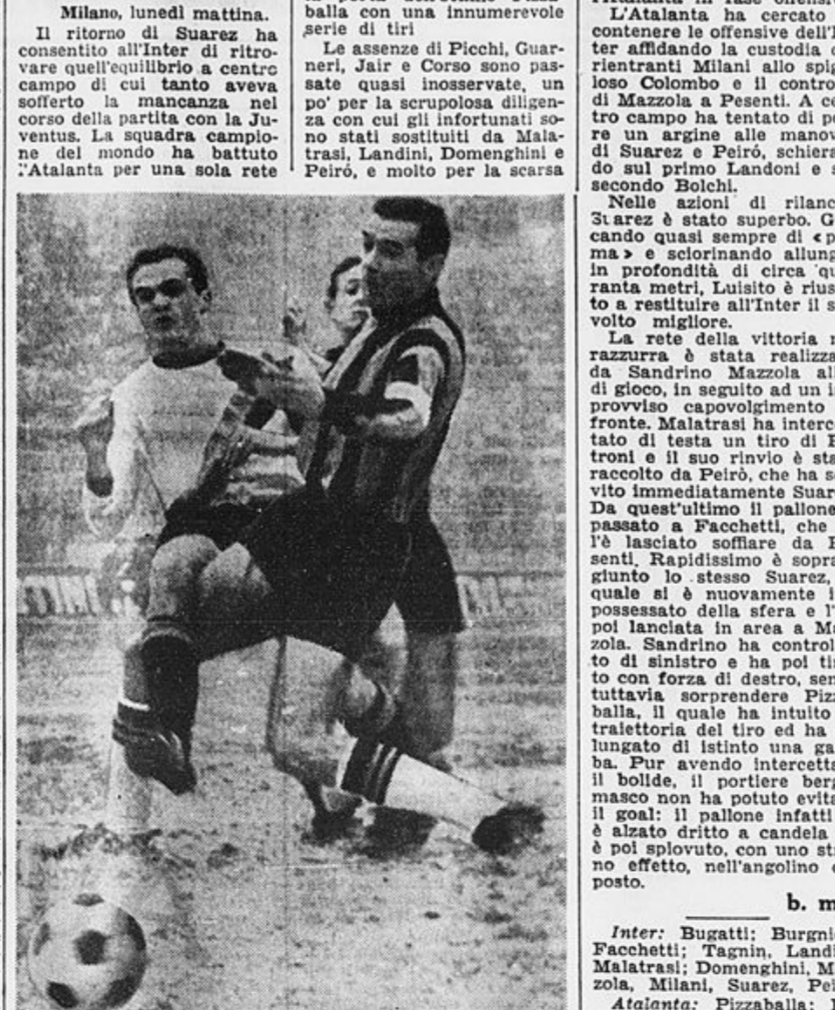 Milano, lunedì mattina.
Il ritorno di Suarez ha
consentito all'Inter di ritro-
vare quell'equilibrio a centro
campo di cui tanto aveva
sofferto la mancanza nel
corso della partita con la Ju-
ventus. La squadra campio-
ne del mondo ha battuto
l'Atalanta per una sola rete
balla con una innumerevole
serie di tiri
Le assenze di Picchi, Guar-
neri, Jair e Corso sono pas-
sate quasi inosservate, un
po' per la scrupolosa diligen-
za con cui gli infortunati so-
no stati sostituiti da Mala-
trasi, Landini, Domenghini e
Peiró, e molto per la scarsa
L'Atalanta ha cercato
contenere le offensive dell'I
ter affidando la custodia
rientranti Milani allo spig
loso Colombo e il contro
di Mazzola a Pesenti. A ce
tro campo ha tentato di po
re un argine alle manov
di Suarez e Peiró, schiera
do sul primo Landoni e s
secondo Bolchi.
Nelle azioni di rilanc
Suarez è stato superbo. G
cando quasi sempre di «p
ma» e sciorinando allung
in profondità di circa qu
ranta metri, Luisito è rius
to a restituire all'Inter il s
volto migliore.
La rete della vittoria n
razzurra è stata realizza
da Sandrino Mazzola al
di gioco, in seguito ad un i
provviso capovolgimento
fronte. Malatrasi ha interc
tato di testa un tiro di P
troni e il suo rinvio è sta
raccolto da Peirò, che ha se
vito immediatamente Suar
Da quest'ultimo il pallone
passato a Facchetti, che
l'è lasciato soffiare da P
senti. Rapidissimo è sopra
giunto lo stesso Suarez,
quale si è nuovamente i
possessato della sfera e l'
poi lanciata in area a Ma
zola. Sandrino ha control
to di sinistro e ha poi tir
to con forza di destro, sen
tuttavia sorprendere Pizz
balla, il quale ha intuito
traiettoria del tiro ed ha
lungato di istinto una ga
ba. Pur avendo intercetta
il bolide, il portiere berg
masco non ha potuto evita
il goal: il pallone infatti
è alzato dritto a candela
è poi spiovuto, con uno st
no effetto, nell'angolino
posto.
b. m
Inter: Bugatti; Burgni
Facchetti; Tagnin, Landi
Malatrasi; Domenghini, M
zola, Milani, Suarez, Pei
Atalanta: Pizzaballa;